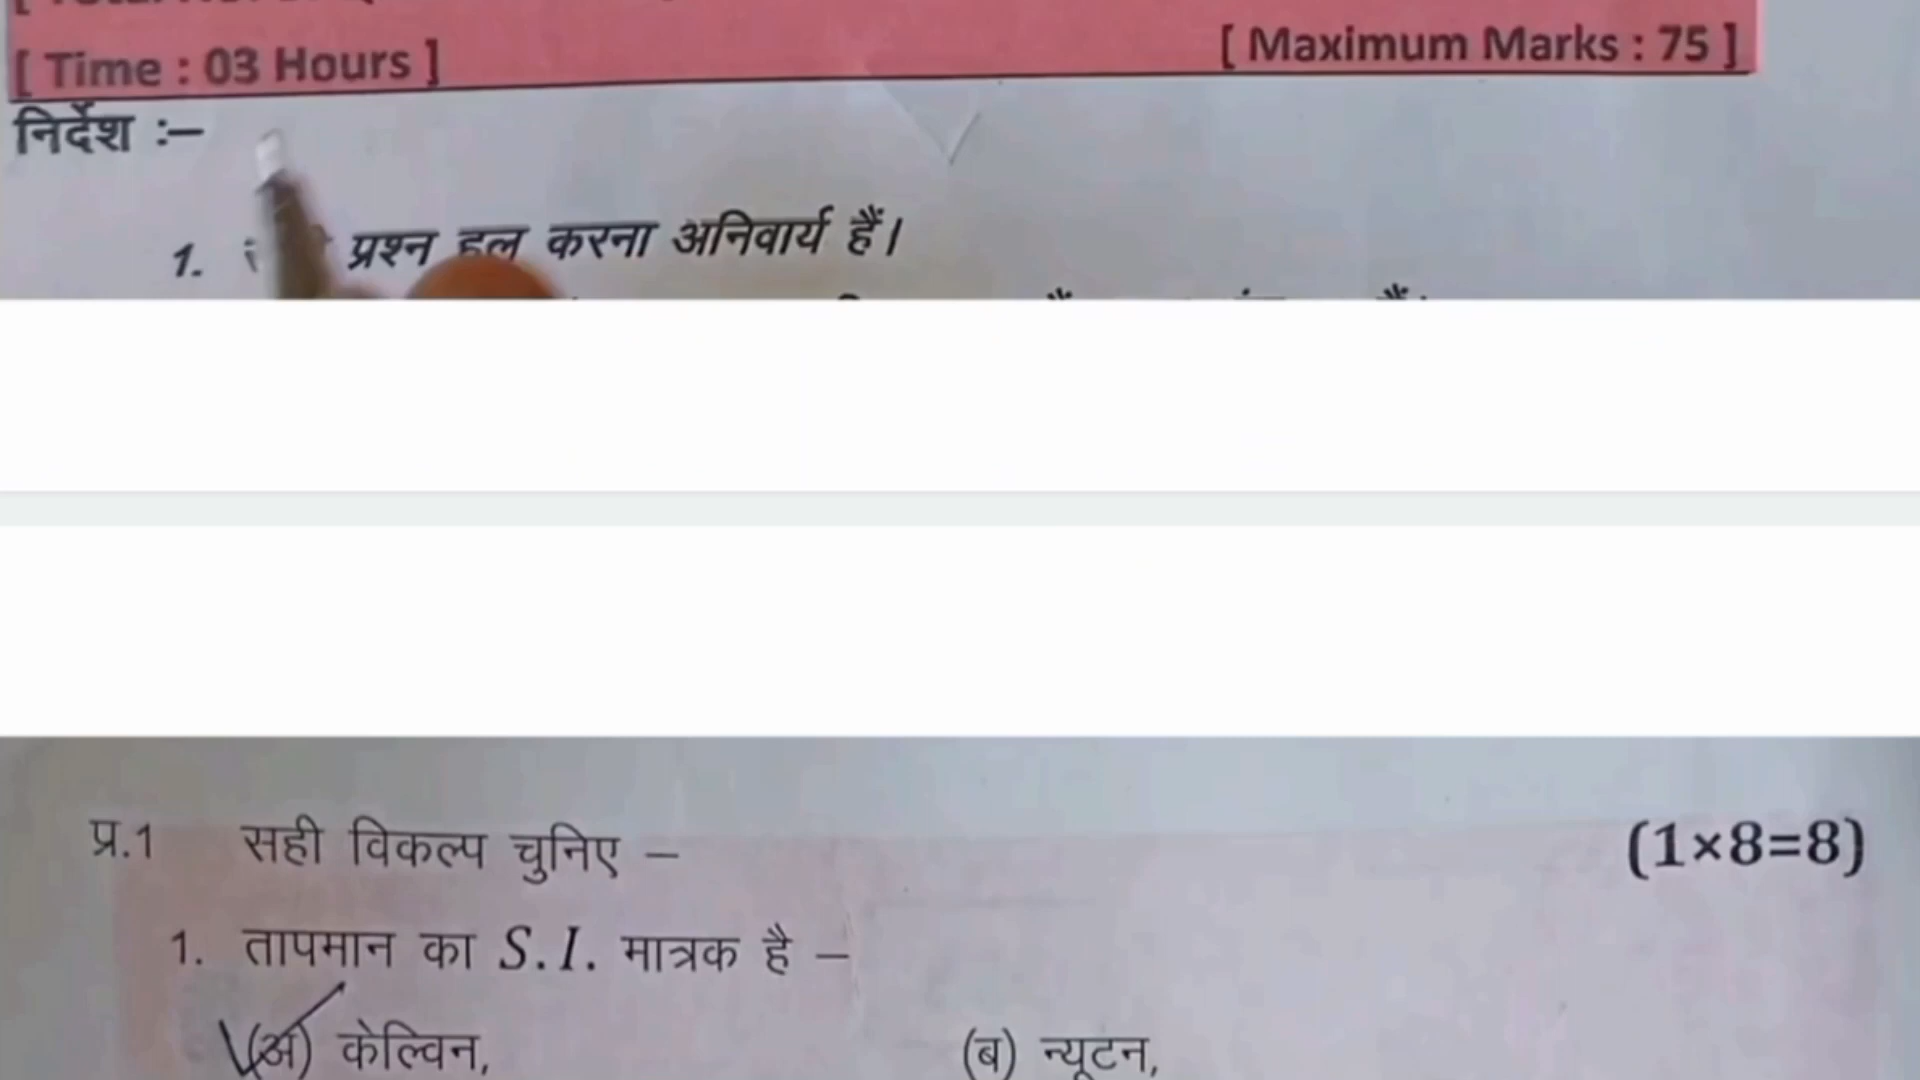 [ Time : 03 Hours ] [ Maximum Marks : 75 ]
निर्देश :–
1. प्रश्न हल करना अनिवार्य हैं।
प्र.1 सही विकल्प चुनिए – (1×8=8)
1. तापमान का S.I. मात्रक है –
(अ) केल्विन, (ब) न्यूटन,